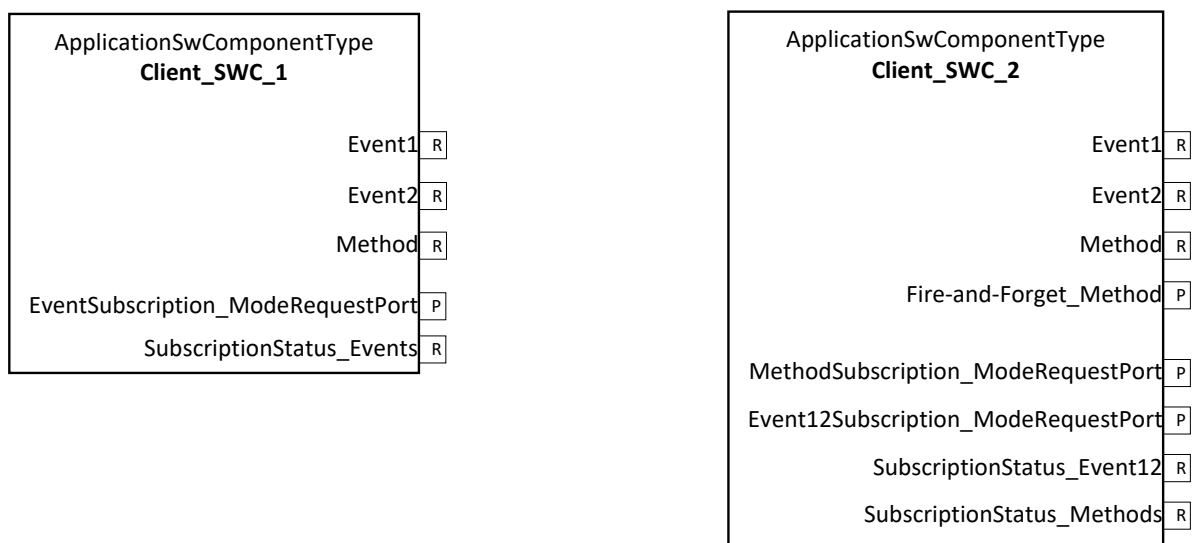 ApplicationSwComponentType
Client_SWC_1
Event1 R
Event2 R
Method R
EventSubscription_ModeRequestPort P
SubscriptionStatus_Events R
ApplicationSwComponentType
Client_SWC_2
Event1 R
Event2 R
Method R
Fire-and-Forget_Method P
MethodSubscription_ModeRequestPort P
Event12Subscription_ModeRequestPort P
SubscriptionStatus_Event12 R
SubscriptionStatus_Methods R